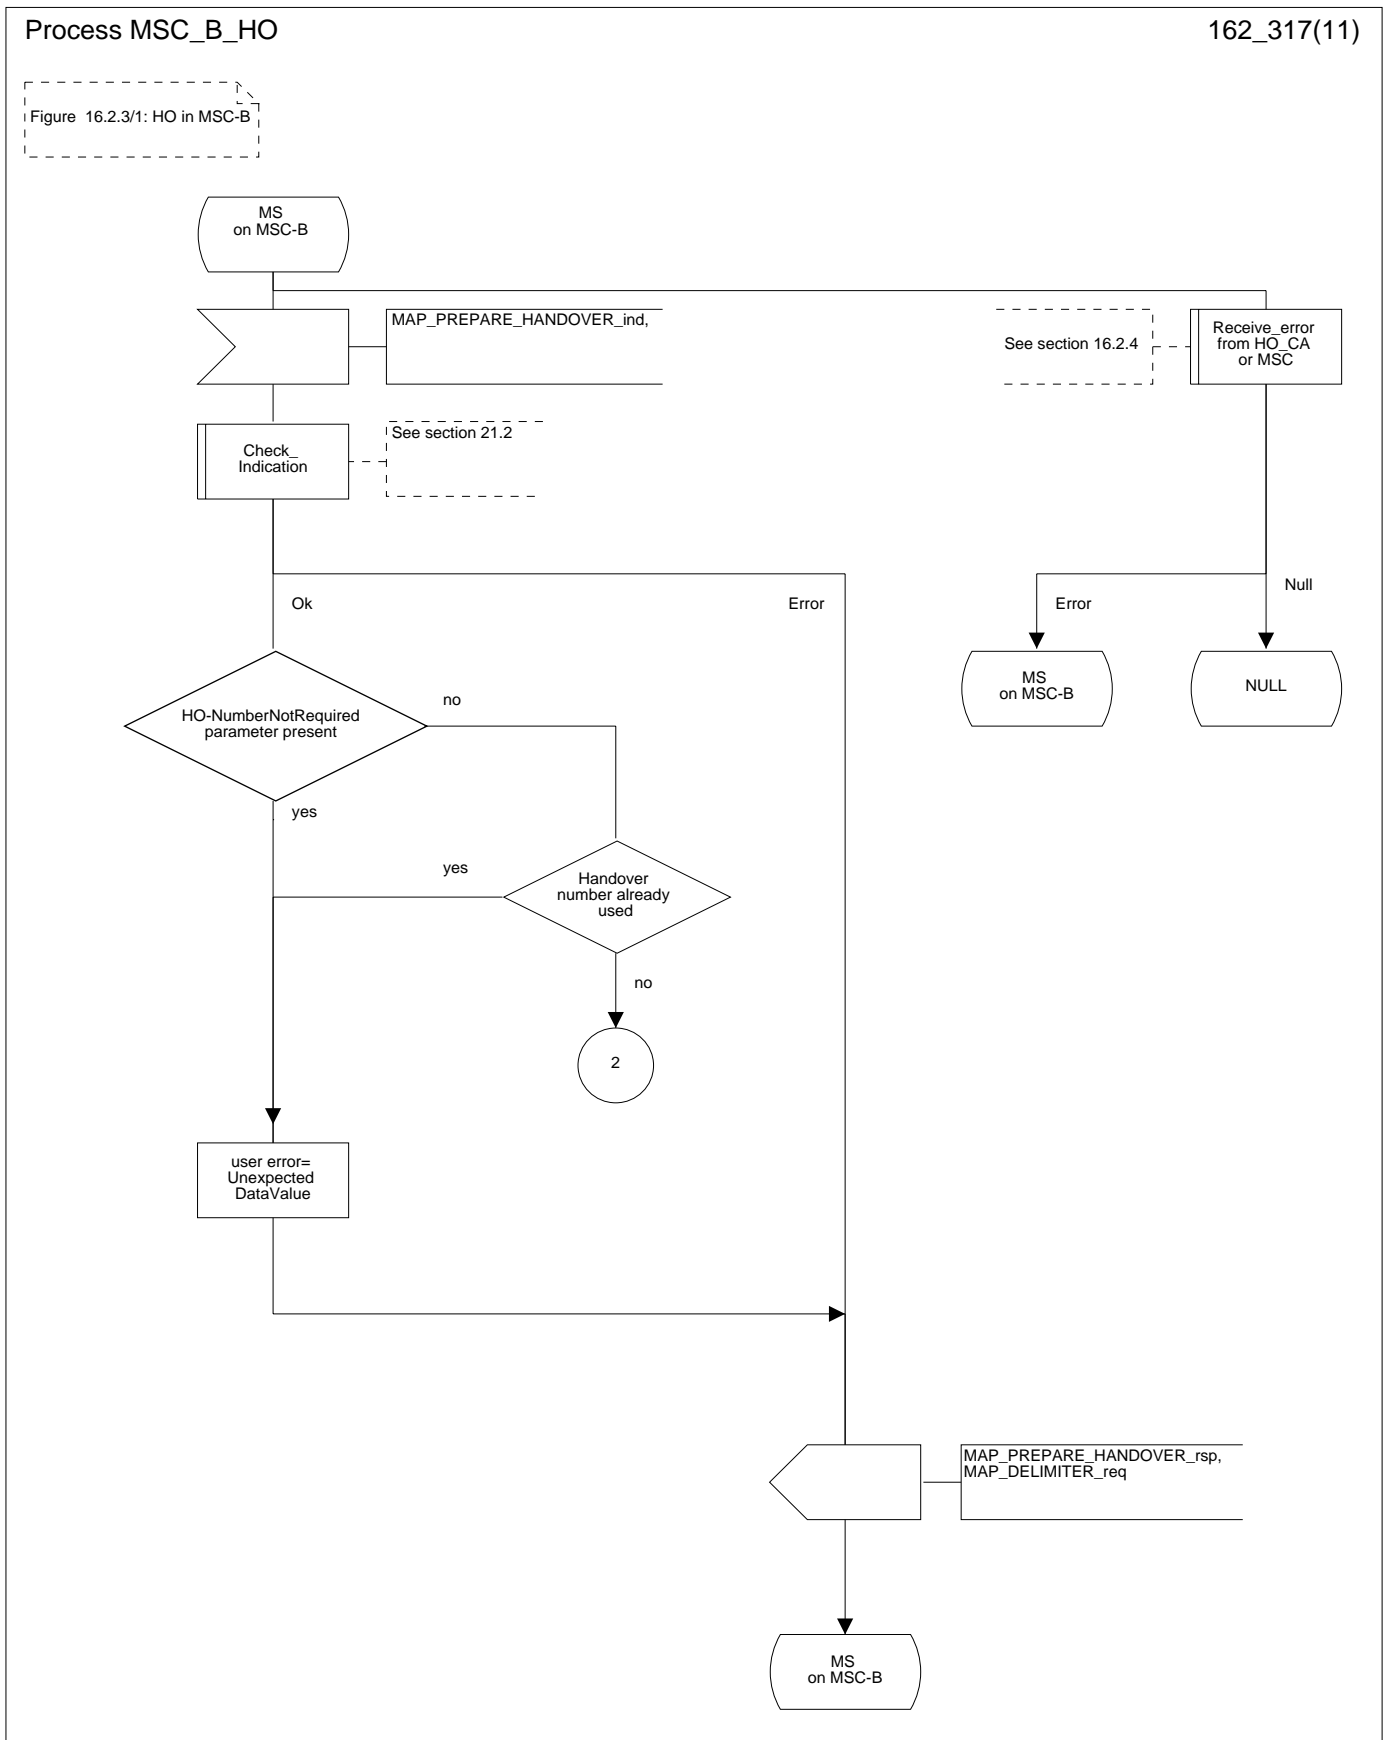 Process MSC_B_HO
162_317(11)
Figure  16.2.3/1: HO in MSC-B
MS
on MSC-B
MAP_PREPARE_HANDOVER_ind,
See section 16.2.4
Receive_error
from HO_CA
or MSC
Check_
Indication
See section 21.2
Ok
Error
Error
Null
MS
on MSC-B
NULL
HO-NumberNotRequired
parameter present
no
yes
yes
Handover
number already
used
no
2
user error=
Unexpected
DataValue
MAP_PREPARE_HANDOVER_rsp,
MAP_DELIMITER_req
MS
on MSC-B